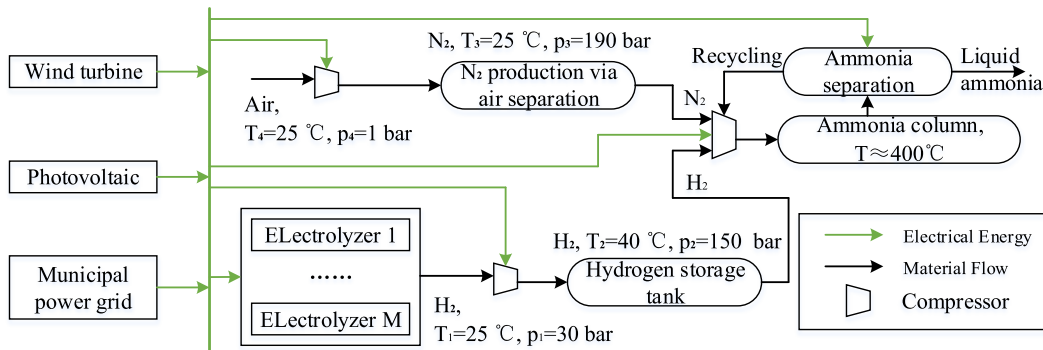 Wind turbine
Photovoltaic
Municipal
power grid
Air,
T₄=25 ℃, p₄=1 bar
N₂, T₃=25 ℃, p₃=190 bar
N₂ production via
air separation
Recycling
N₂
H₂
Ammonia
separation
Liquid
ammonia
Ammonia column,
T≈400℃
ELectrolyzer 1
......
ELectrolyzer M
H₂,
T₁=25 ℃, p₁=30 bar
H₂, T₂=40 ℃, p₂=150 bar
Hydrogen storage
tank
Electrical Energy
Material Flow
Compressor